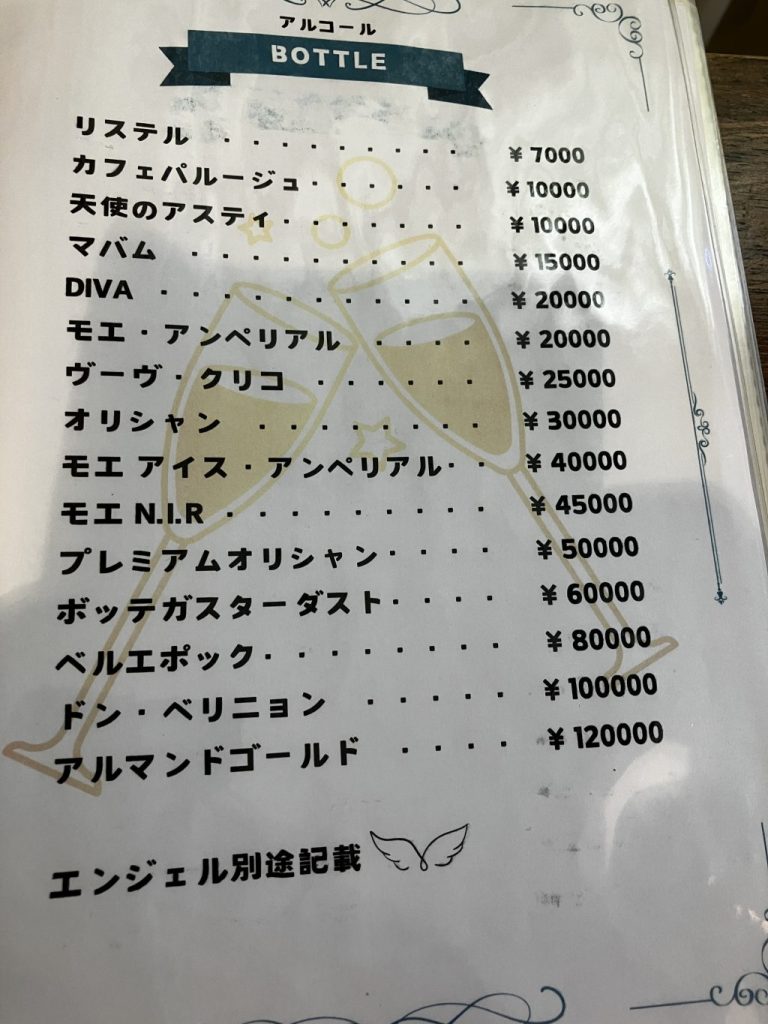 アルコール
BOTTLE
リステル · · · · · · · · · ¥ 7000
カフェパルージュ · · · · · · ¥ 10000
天使のアスティ · · · · · · · ¥ 10000
マバム · · · · · · · · · · ¥ 15000
DIVA · · · · · · · · · · · ¥ 20000
モエ・アンペリアル · · · · ¥ 20000
ヴーヴ・クリコ · · · · · · ¥ 25000
オリシャン · · · · · · · · ¥ 30000
モエ アイス・アンペリアル · · ¥ 40000
モエ N.I.R · · · · · · · · · ¥ 45000
プレミアムオリシャン · · · · ¥ 50000
ボッテガスターダスト · · · · ¥ 60000
ベルエポック · · · · · · · · ¥ 80000
ドン・ベリニョン · · · · · ¥ 100000
アルマンドゴールド · · · · ¥ 120000
エンジェル別途記載